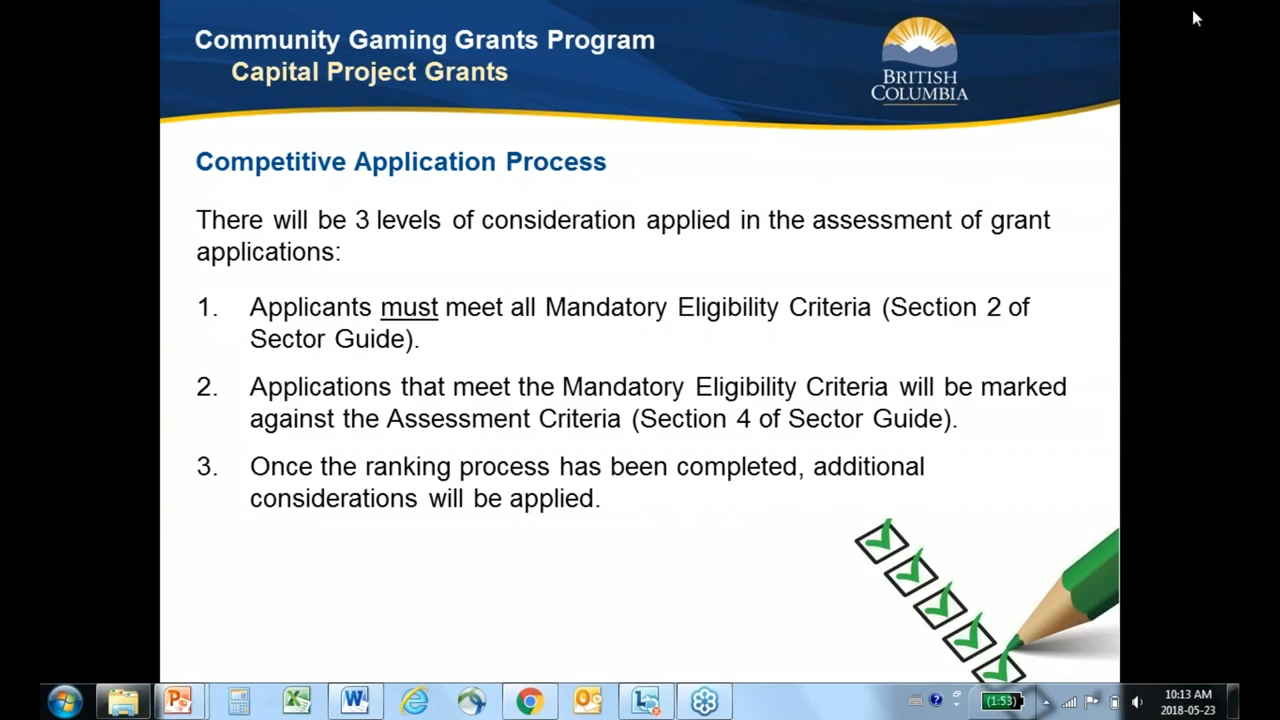 Community Gaming Grants Program
Capital Project Grants
BRITISH
COLUMBIA
Competitive Application Process
There will be 3 levels of consideration applied in the assessment of grant
applications:
1. Applicants must meet all Mandatory Eligibility Criteria (Section 2 of
Sector Guide).
2. Applications that meet the Mandatory Eligibility Criteria will be marked
against the Assessment Criteria (Section 4 of Sector Guide).
3. Once the ranking process has been completed, additional
considerations will be applied.
(1:53)
10:13 AM
2018-05-23